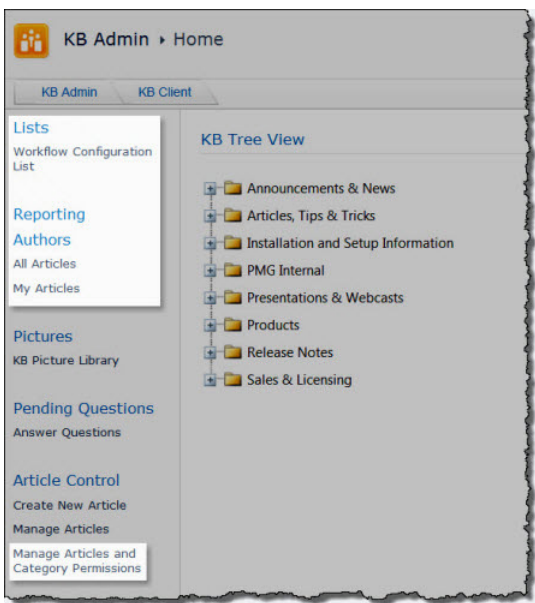 KB Admin ▸ Home
KB Admin
KB Client
Lists
Workflow Configuration
List
Reporting
Authors
All Articles
My Articles
Pictures
KB Picture Library
Pending Questions
Answer Questions
Article Control
Create New Article
Manage Articles
Manage Articles and
Category Permissions
KB Tree View
Announcements & News
Articles, Tips & Tricks
Installation and Setup Information
PMG Internal
Presentations & Webcasts
Products
Release Notes
Sales & Licensing